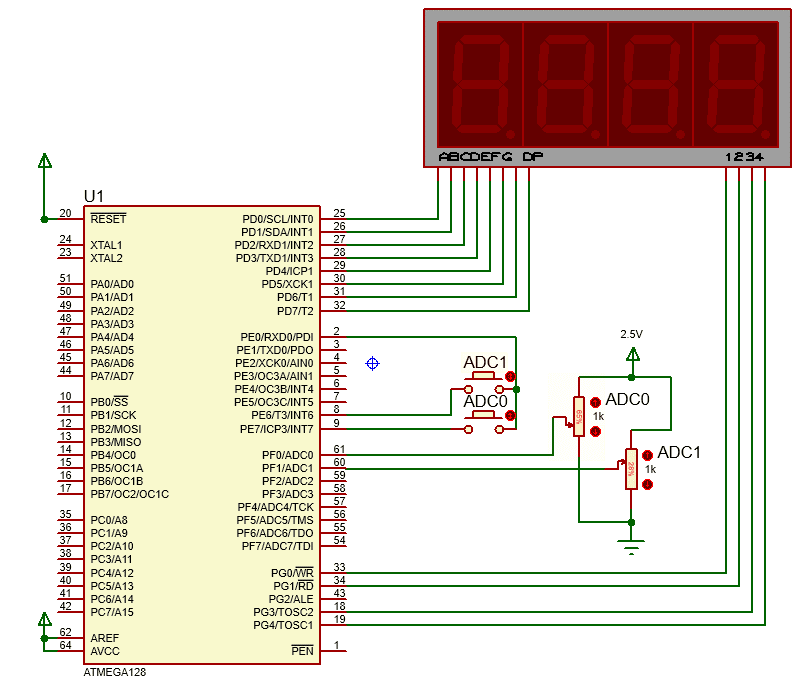 ABCDEFG DP 1234
U1
20 RESET PD0/SCL/INT0 25
PD1/SDA/INT1 26
24 XTAL1 PD2/RXD1/INT2 27
23 XTAL2 PD3/TXD1/INT3 28
PD4/ICP1 29
51 PA0/AD0 PD5/XCK1 30
50 PA1/AD1 PD6/T1 31
49 PA2/AD2 PD7/T2 32
48 PA3/AD3
47 PA4/AD4 PE0/RXD0/PDI 2
46 PA5/AD5 PE1/TXD0/PDO 3
45 PA6/AD6 PE2/XCK0/AIN0 4
44 PA7/AD7 PE3/OC3A/AIN1 5
PE4/OC3B/INT4 6
10 PB0/SS PE5/OC3C/INT5 7
11 PB1/SCK PE6/T3/INT6 8
12 PB2/MOSI PE7/ICP3/INT7 9
13 PB3/MISO
14 PB4/OC0 PF0/ADC0 61
15 PB5/OC1A PF1/ADC1 60
16 PB6/OC1B PF2/ADC2 59
17 PB7/OC2/OC1C PF3/ADC3 58
PF4/ADC4/TCK 57
35 PC0/A8 PF5/ADC5/TMS 56
36 PC1/A9 PF6/ADC6/TDO 55
37 PC2/A10 PF7/ADC7/TDI 54
38 PC3/A11
39 PC4/A12 PG0/WR 33
40 PC5/A13 PG1/RD 34
41 PC6/A14 PG2/ALE 43
42 PC7/A15 PG3/TOSC2 18
PG4/TOSC1 19
62 AREF
64 AVCC PEN 1
ATMEGA128
ADC1
ADC0
2.5V
ADC0
1k
65%
ADC1
1k
28%